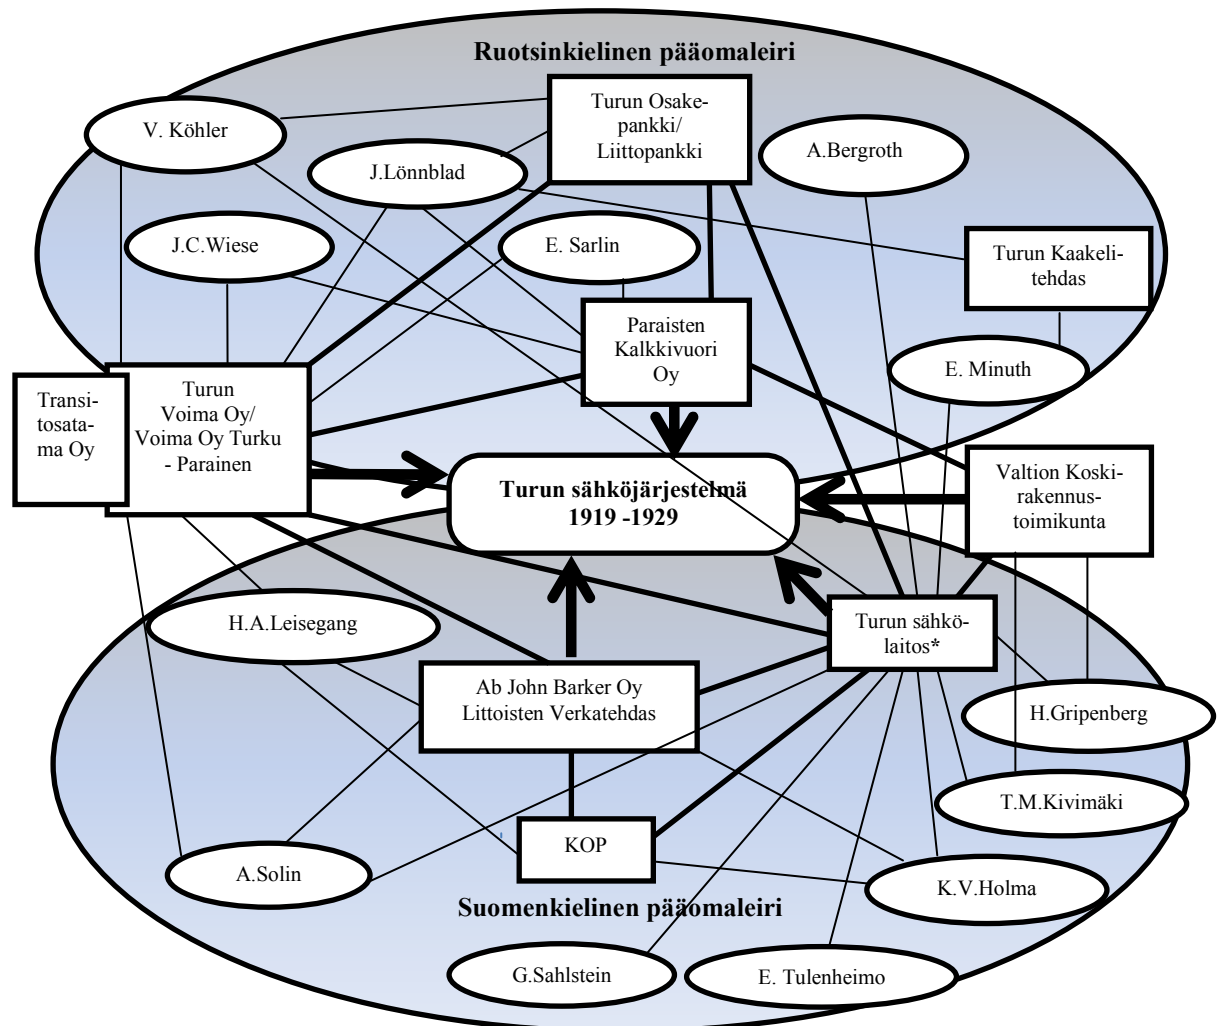 Ruotsinkielinen pääomaleiri
Turun Osake-
pankki/
Liittopankki
V. Köhler
J.Lönnblad
A.Bergroth
J.C.Wiese
E. Sarlin
Turun Kaakeli-
tehdas
Paraisten
Kalkkivuori
Oy
E. Minuth
Transi-
tosata-
ma Oy
Turun
Voima Oy/
Voima Oy Turku
- Parainen
Turun sähköjärjestelmä
1919 -1929
Valtion Koski-
rakennus-
toimikunta
H.A.Leisegang
Turun sähkö-
laitos*
Ab John Barker Oy
Littoisten Verkatehdas
H.Gripenberg
T.M.Kivimäki
KOP
A.Solin
K.V.Holma
Suomenkielinen pääomaleiri
G.Sahlstein
E. Tulenheimo